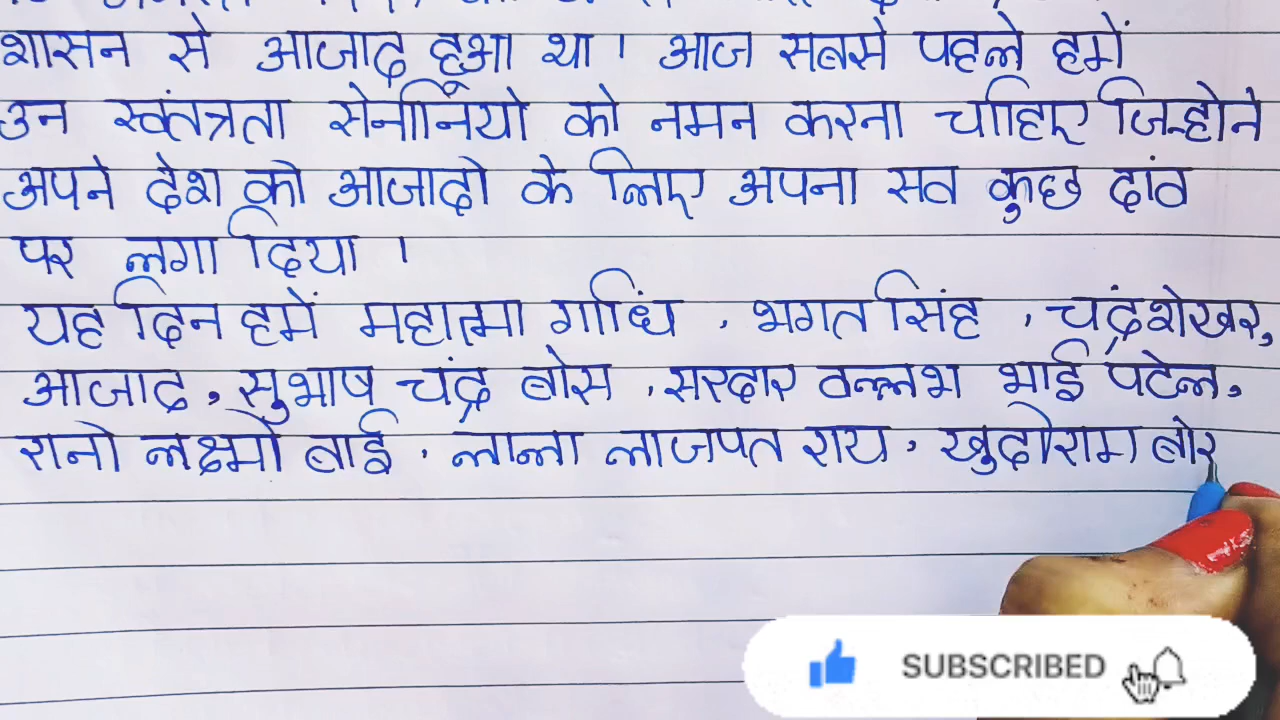 शासन से आजाद हुआ था। आज सबसे पहले हमें
उन स्वतंत्रता सेनानियों को नमन करना चाहिए जिन्होने
अपने देश की आजादी के लिए अपना सब कुछ दांव
पर लगा दिया।
यह दिन हमें महात्मा गांधि, भगत सिंह, चद्रंशेखर,
आजाद, सुभाष चंद्र बोस, सरदार वल्लभ भाई पटेल,
रानी लक्ष्मी बाई, लाला लाजपत राय, खुदीराम बोर
SUBSCRIBED